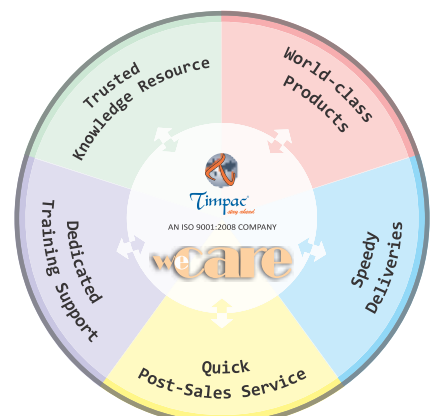 Trusted
Knowledge Resource
World-class
Products
Timpac
stay ahead
AN ISO 9001:2008 COMPANY
we care
Dedicated
Training Support
Speedy
Deliveries
Quick
Post-Sales Service